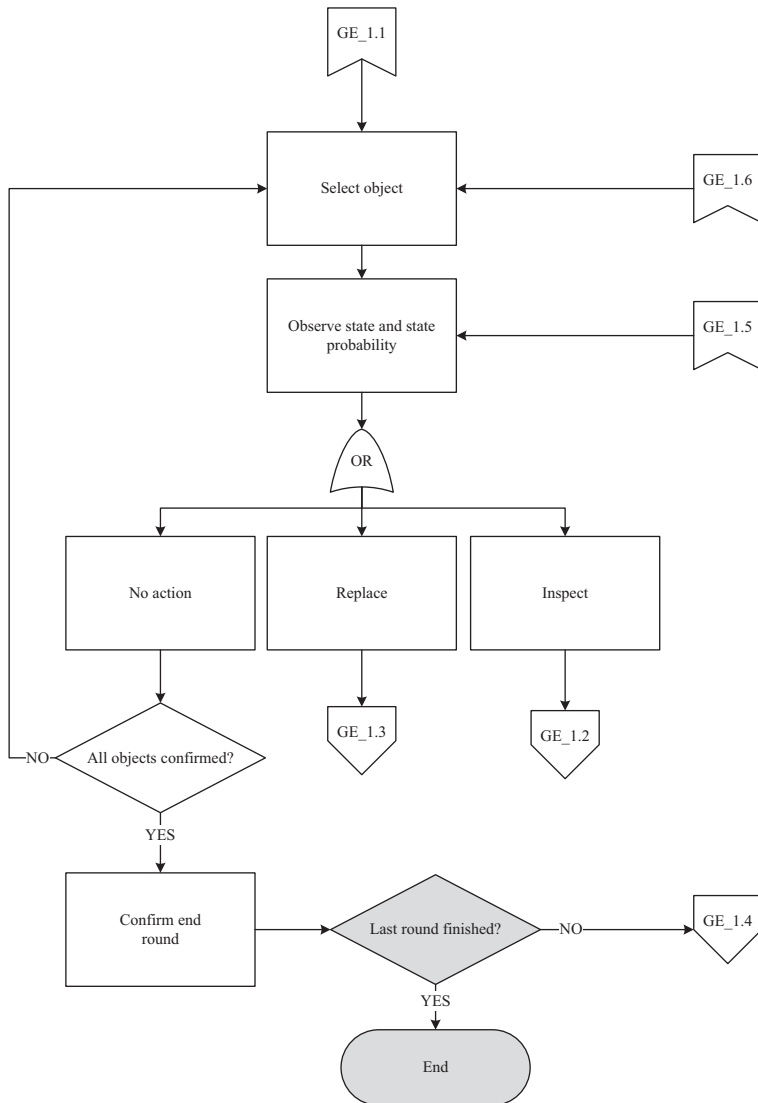 GE_1.1
Select object
GE_1.6
Observe state and state
probability
GE_1.5
OR
No action
Replace
Inspect
GE_1.3
GE_1.2
NO
All objects confirmed?
YES
Confirm end
round
Last round finished?
NO
GE_1.4
YES
End